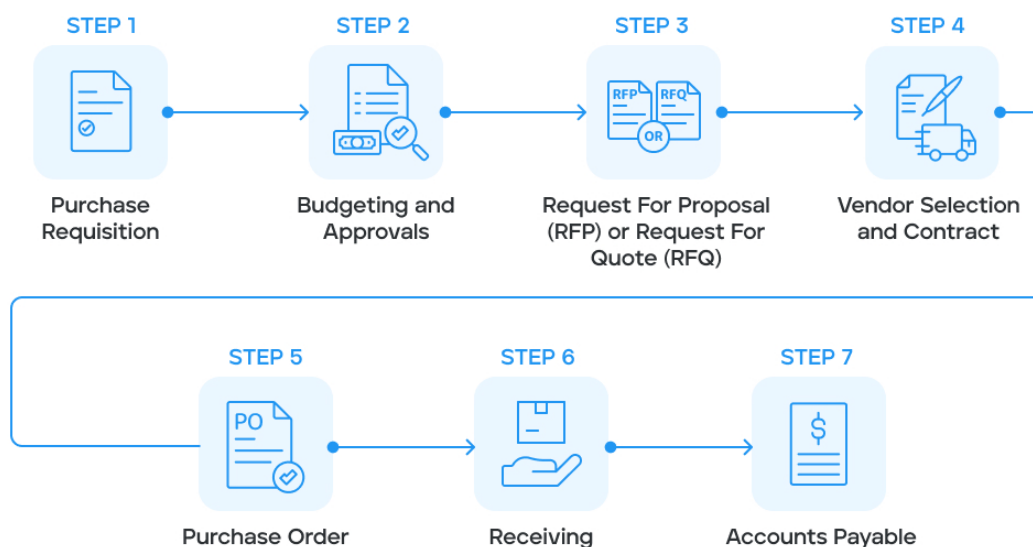 STEP 1
STEP 2
STEP 3
STEP 4
RFP
RFQ
OR
Purchase
Requisition
Budgeting and
Approvals
Request For Proposal
(RFP) or Request For
Quote (RFQ)
Vendor Selection
and Contract
STEP 5
STEP 6
STEP 7
PO
$
Purchase Order
Receiving
Accounts Payable